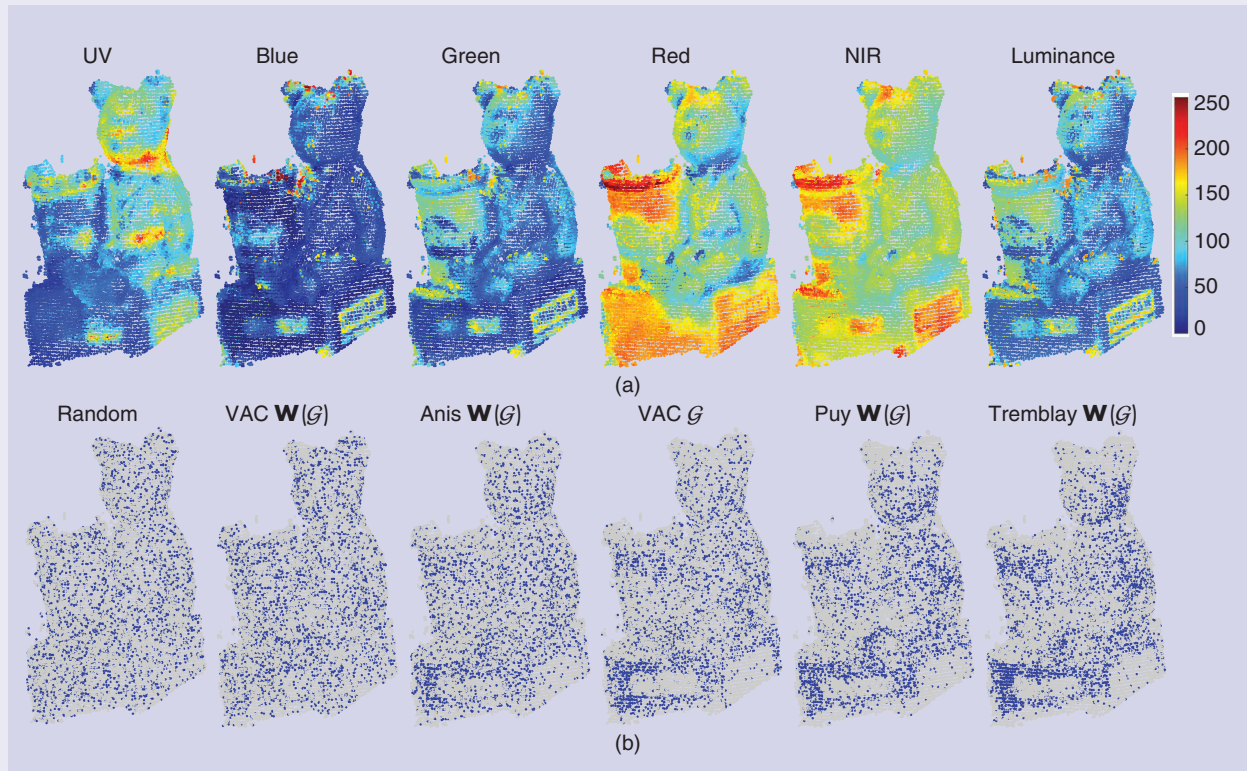 UV Blue Green Red NIR Luminance
250
200
150
100
50
0
(a)
Random VAC W(𝒢) Anis W(𝒢) VAC 𝒢 Puy W(𝒢) Tremblay W(𝒢)
(b)